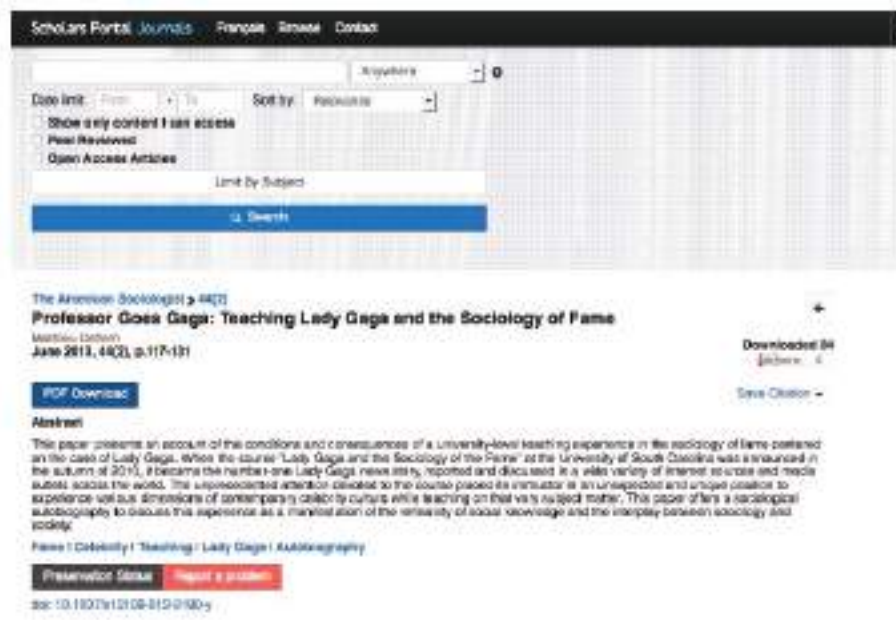 Scholars Portal Journals Français Browse Contact
Anywhere
Date limit From To Sort by Relevance
Show only content I can access
Peer Reviewed
Open Access Articles
Limit By Subject
Search
The American Sociologist 44(2)
Professor Goes Gaga: Teaching Lady Gaga and the Sociology of Fame
Mathieu Deflem
June 2013, 44(2), p.117-131
Downloaded 84
PDF Download
Save Citation
Abstract
This paper presents an account of the conditions and consequences of a university-level teaching experience in the sociology of fame centered
on the case of Lady Gaga. When the course "Lady Gaga and the Sociology of the Fame" at the University of South Carolina was announced in
the autumn of 2010, it became the number-one Lady Gaga news story, reported and discussed in a wide variety of internet sources and media
outlets across the world. The unprecedented attention devoted to the course placed its instructor in an unexpected and unique position to
experience various dimensions of contemporary celebrity culture while teaching on that very subject matter. This paper offers a sociological
autobiography to discuss this experience as a manifestation of the reflexivity of social knowledge and the interplay between sociology and
society.
Fame | Celebrity | Teaching | Lady Gaga | Autobiography
Preservation Status Report a problem